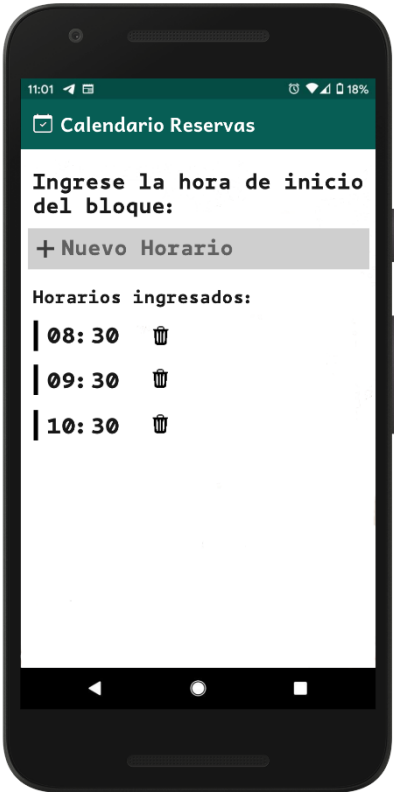 11:01 18%
Calendario Reservas
Ingrese la hora de inicio
del bloque:
+ Nuevo Horario
Horarios ingresados:
08:30
09:30
10:30